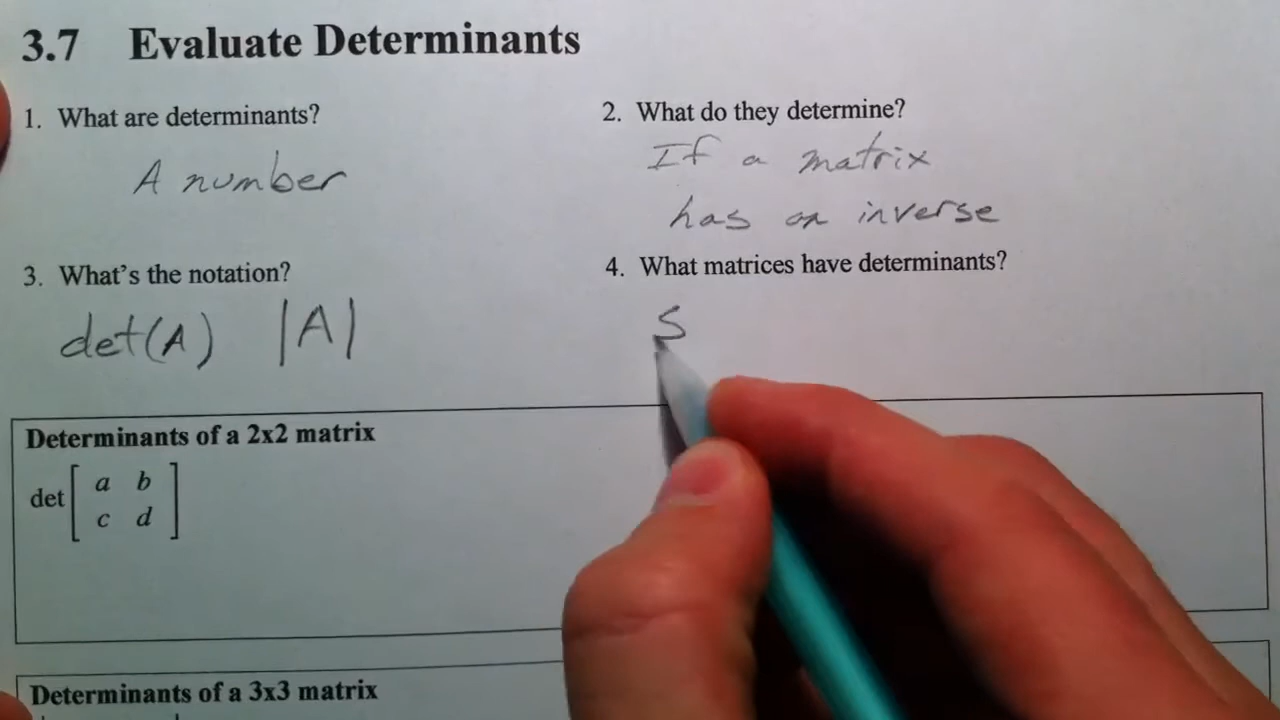 3.7 Evaluate Determinants
1. What are determinants?
A number
2. What do they determine?
If a matrix
has an inverse
3. What's the notation?
det(A) |A|
4. What matrices have determinants?
S
Determinants of a 2x2 matrix
det [ a b
c d ]
Determinants of a 3x3 matrix